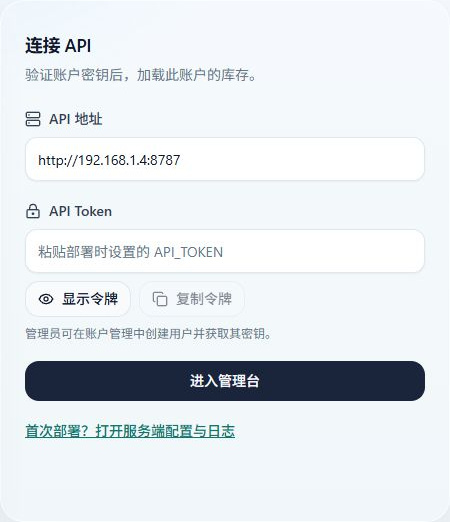 连接 API
验证账户密钥后，加载此账户的库存。
API 地址
http://192.168.1.4:8787
API Token
粘贴部署时设置的 API_TOKEN
显示令牌
复制令牌
管理员可在账户管理中创建用户并获取其密钥。
进入管理台
首次部署？打开服务端配置与日志